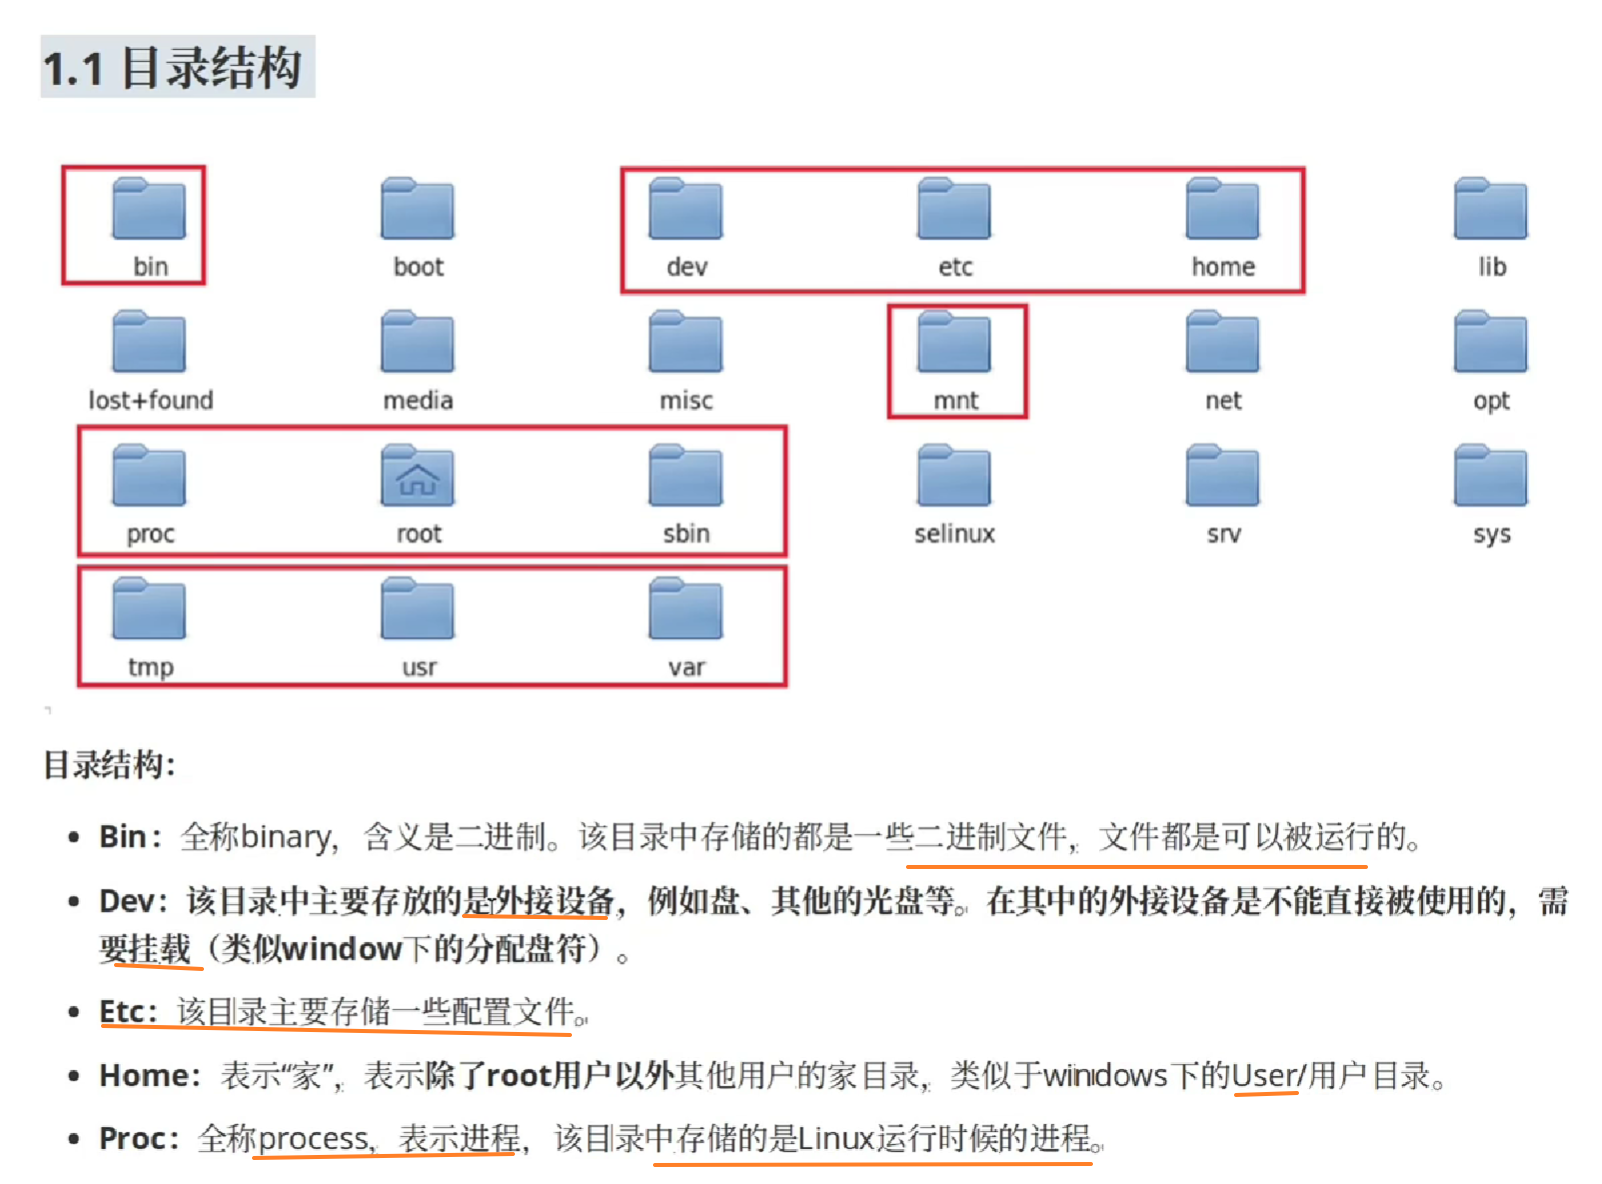 1.1 目录结构
bin boot dev etc home lib
lost+found media misc mnt net opt
proc root sbin selinux srv sys
tmp usr var
目录结构：
• Bin：全称binary，含义是二进制。该目录中存储的都是一些二进制文件，文件都是可以被运行的。
• Dev：该目录中主要存放的是外接设备，例如盘、其他的光盘等。在其中的外接设备是不能直接被使用的，需
要挂载（类似window下的分配盘符）。
• Etc：该目录主要存储一些配置文件。
• Home：表示“家”，表示除了root用户以外其他用户的家目录，类似于windows下的User/用户目录。
• Proc：全称process，表示进程，该目录中存储的是Linux运行时候的进程。